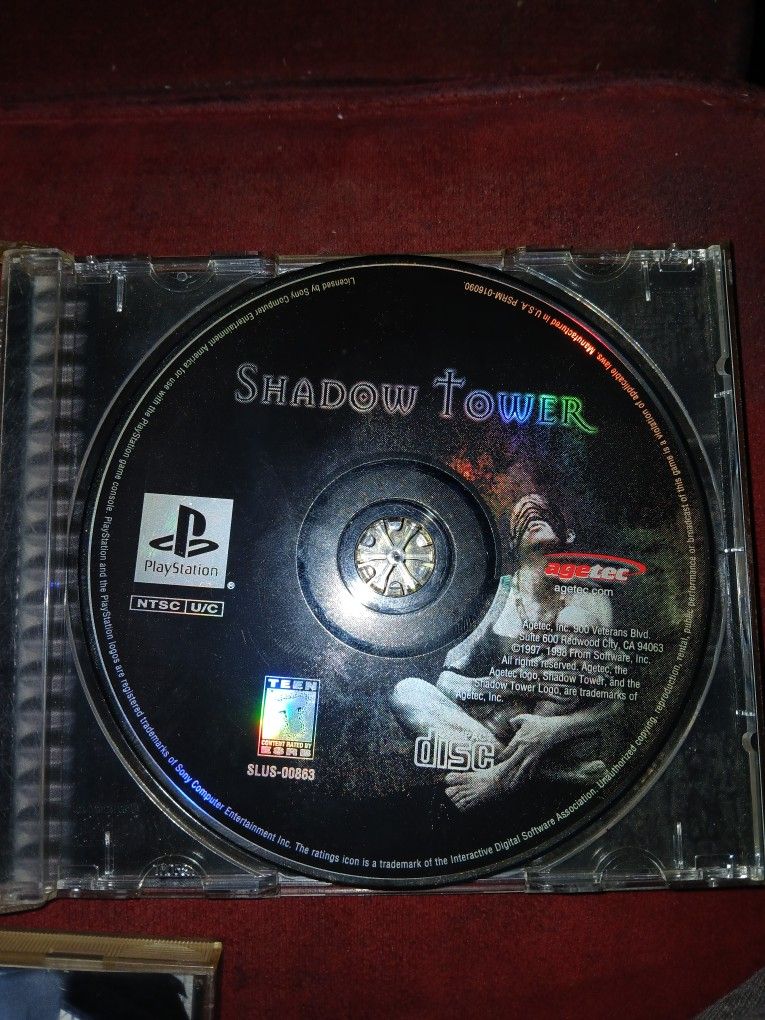 Licensed by Sony Computer Entertainment America for use with the PlayStation game console. PlayStation and the PlayStation logos are registered trademarks of Sony Computer Entertainment Inc. The ratings icon is a trademark of the Interactive Digital Software Association. Unauthorized copying, reproduction, rental, public performance or broadcast of this game is a violation of applicable laws. Manufactured in U.S.A. PSRM-016090.
SHADOW TOWER
PlayStation
®
NTSC U/C
agetec
agetec.com
Agetec, Inc. 900 Veterans Blvd.
Suite 600 Redwood City, CA 94063
©1997, 1998 From Software, Inc.
All rights reserved. Agetec, the
Agetec logo, Shadow Tower, and the
Shadow Tower Logo, are trademarks of
Agetec, Inc.
TEEN
CONTENT RATED BY
ESRB
SLUS-00863
disc